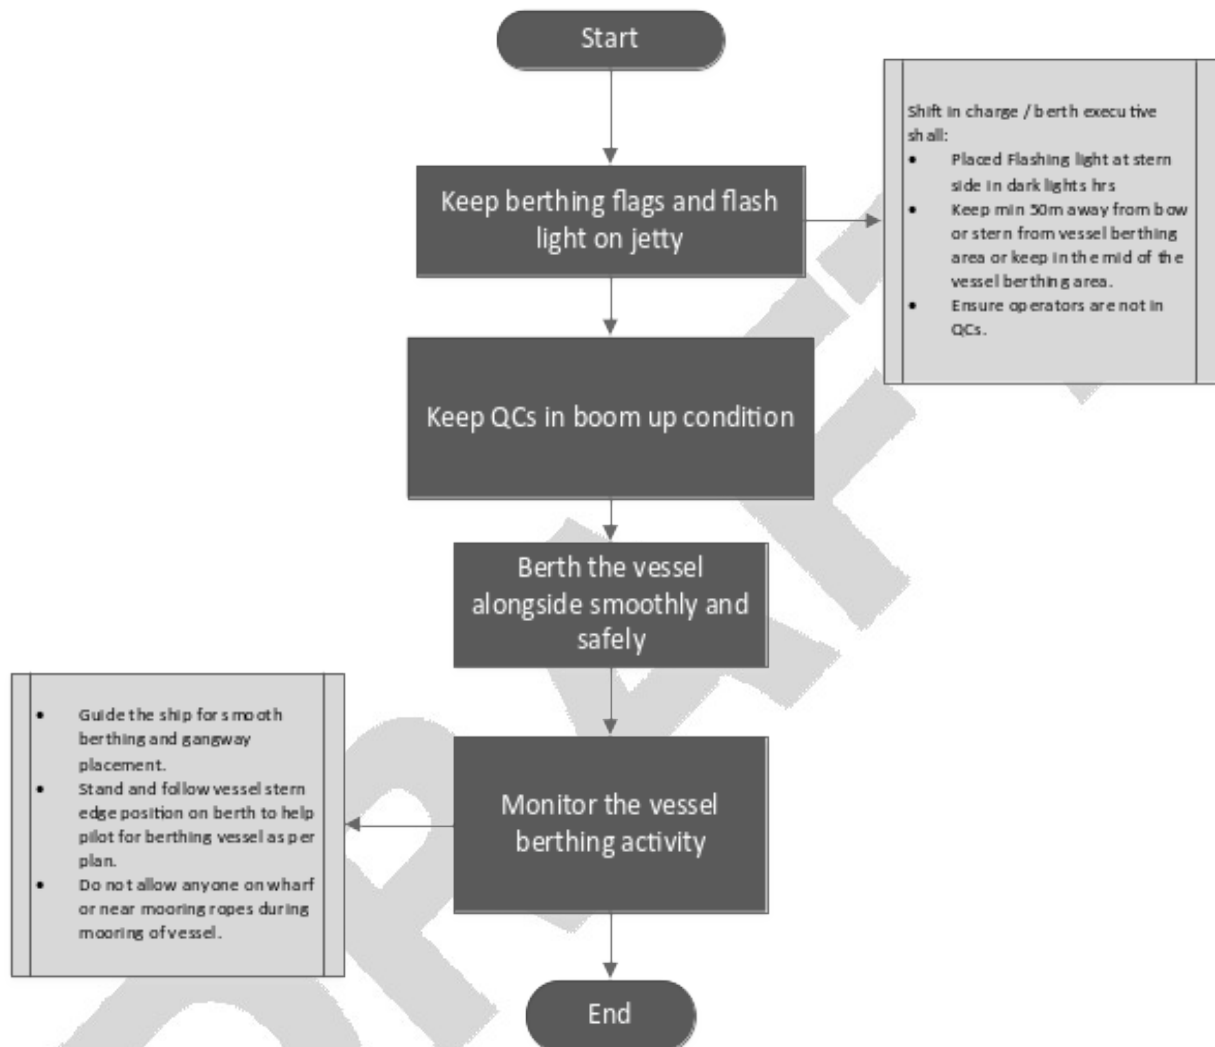 Start
Keep berthing flags and flash
light on jetty
Shift in charge / berth executive
shall:
• Placed Flashing light at stern
side in dark lights hrs
• Keep min 50m away from bow
or stern from vessel berthing
area or keep in the mid of the
vessel berthing area.
• Ensure operators are not in
QCs.
Keep QCs in boom up condition
Berth the vessel
alongside smoothly and
safely
Monitor the vessel
berthing activity
• Guide the ship for smooth
berthing and gangway
placement.
• Stand and follow vessel stern
edge position on berth to help
pilot for berthing vessel as per
plan.
• Do not allow anyone on wharf
or near mooring ropes during
mooring of vessel.
End